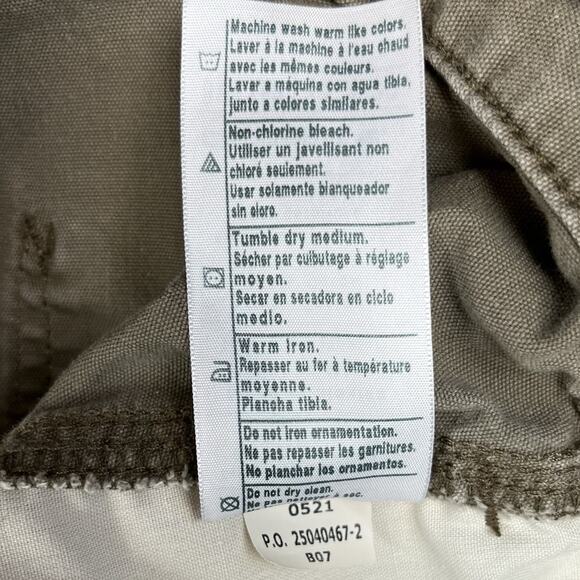 Machine wash warm like colors.
Laver à la machine à l'eau chaud
avec les mêmes couleurs.
Lavar a máquina con agua tibia,
junto a colores similares.
Non-chlorine bleach.
Utiliser un javellisant non
chloré seulement.
Usar solamente blanqueador
sin cloro.
Tumble dry medium.
Sécher par culbutage à réglage
moyen.
Secar en secadora en ciclo
medio.
Warm iron.
Repasser au fer à température
moyenne.
Plancha tibia.
Do not iron ornamentation.
Ne pas repasser les garnitures.
No planchar los ornamentos.
Do not dry clean.
Ne pas nettoyer à sec.
0521
P.O. 25040467-2
B07